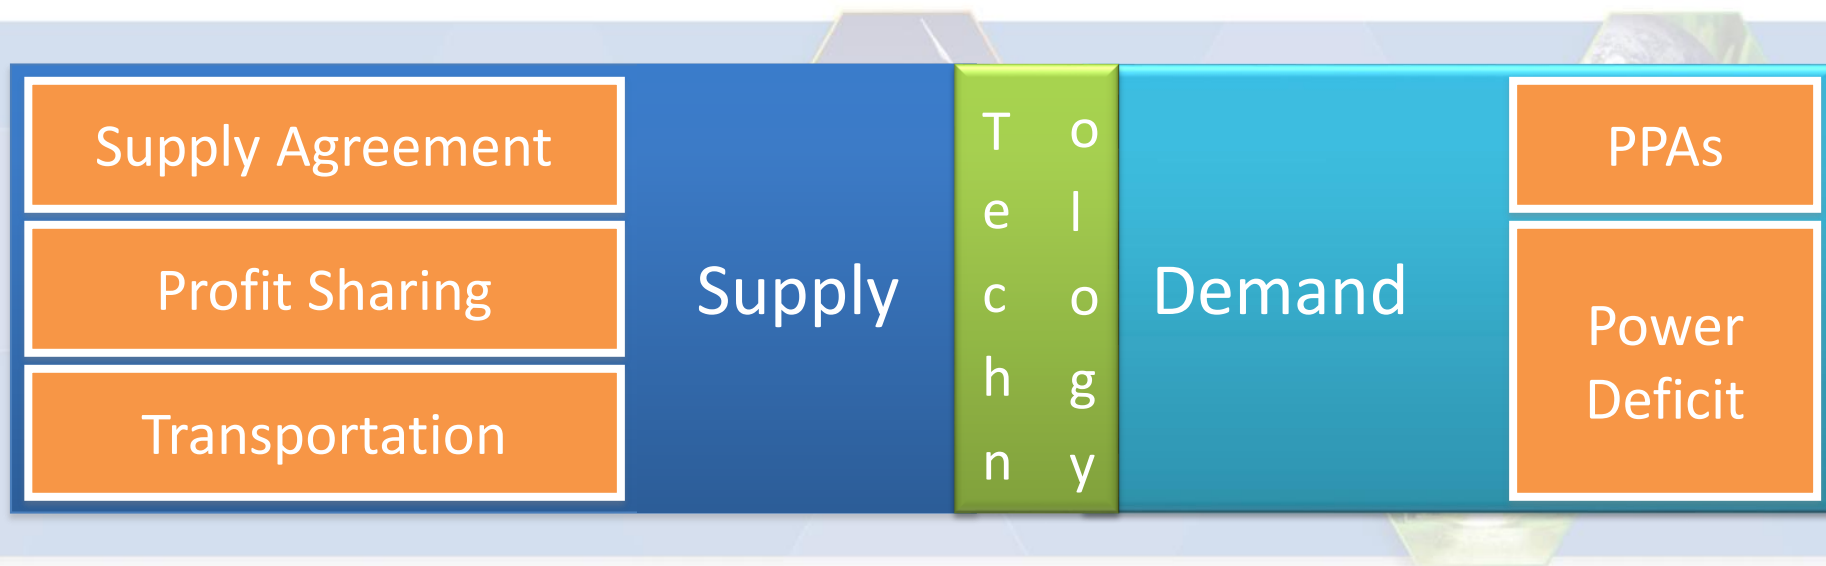 Supply Agreement
Profit Sharing
Transportation
Supply
Techn
ology
Demand
PPAs
Power
Deficit